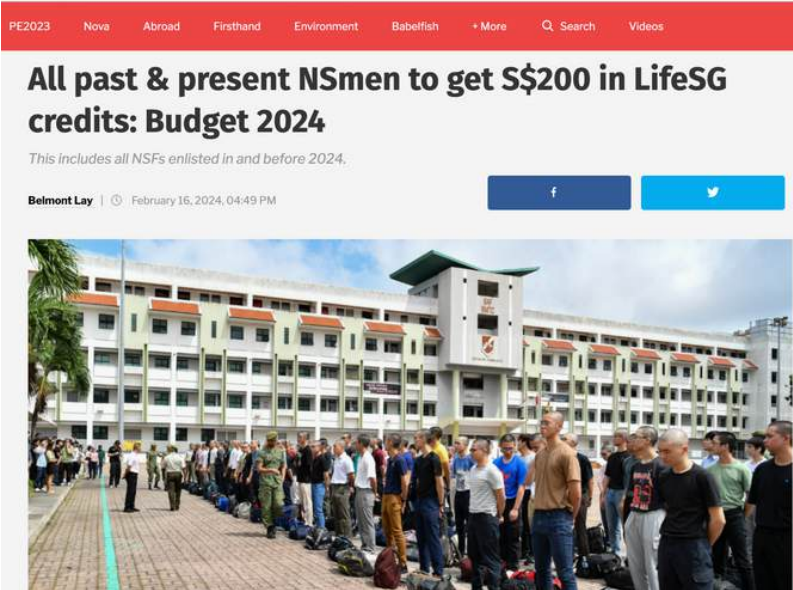 PE2023 Nova Abroad Firsthand Environment Babelfish + More Search Videos
All past & present NSmen to get S$200 in LifeSG
credits: Budget 2024
This includes all NSFs enlisted in and before 2024.
Belmont Lay | February 16, 2024, 04:49 PM